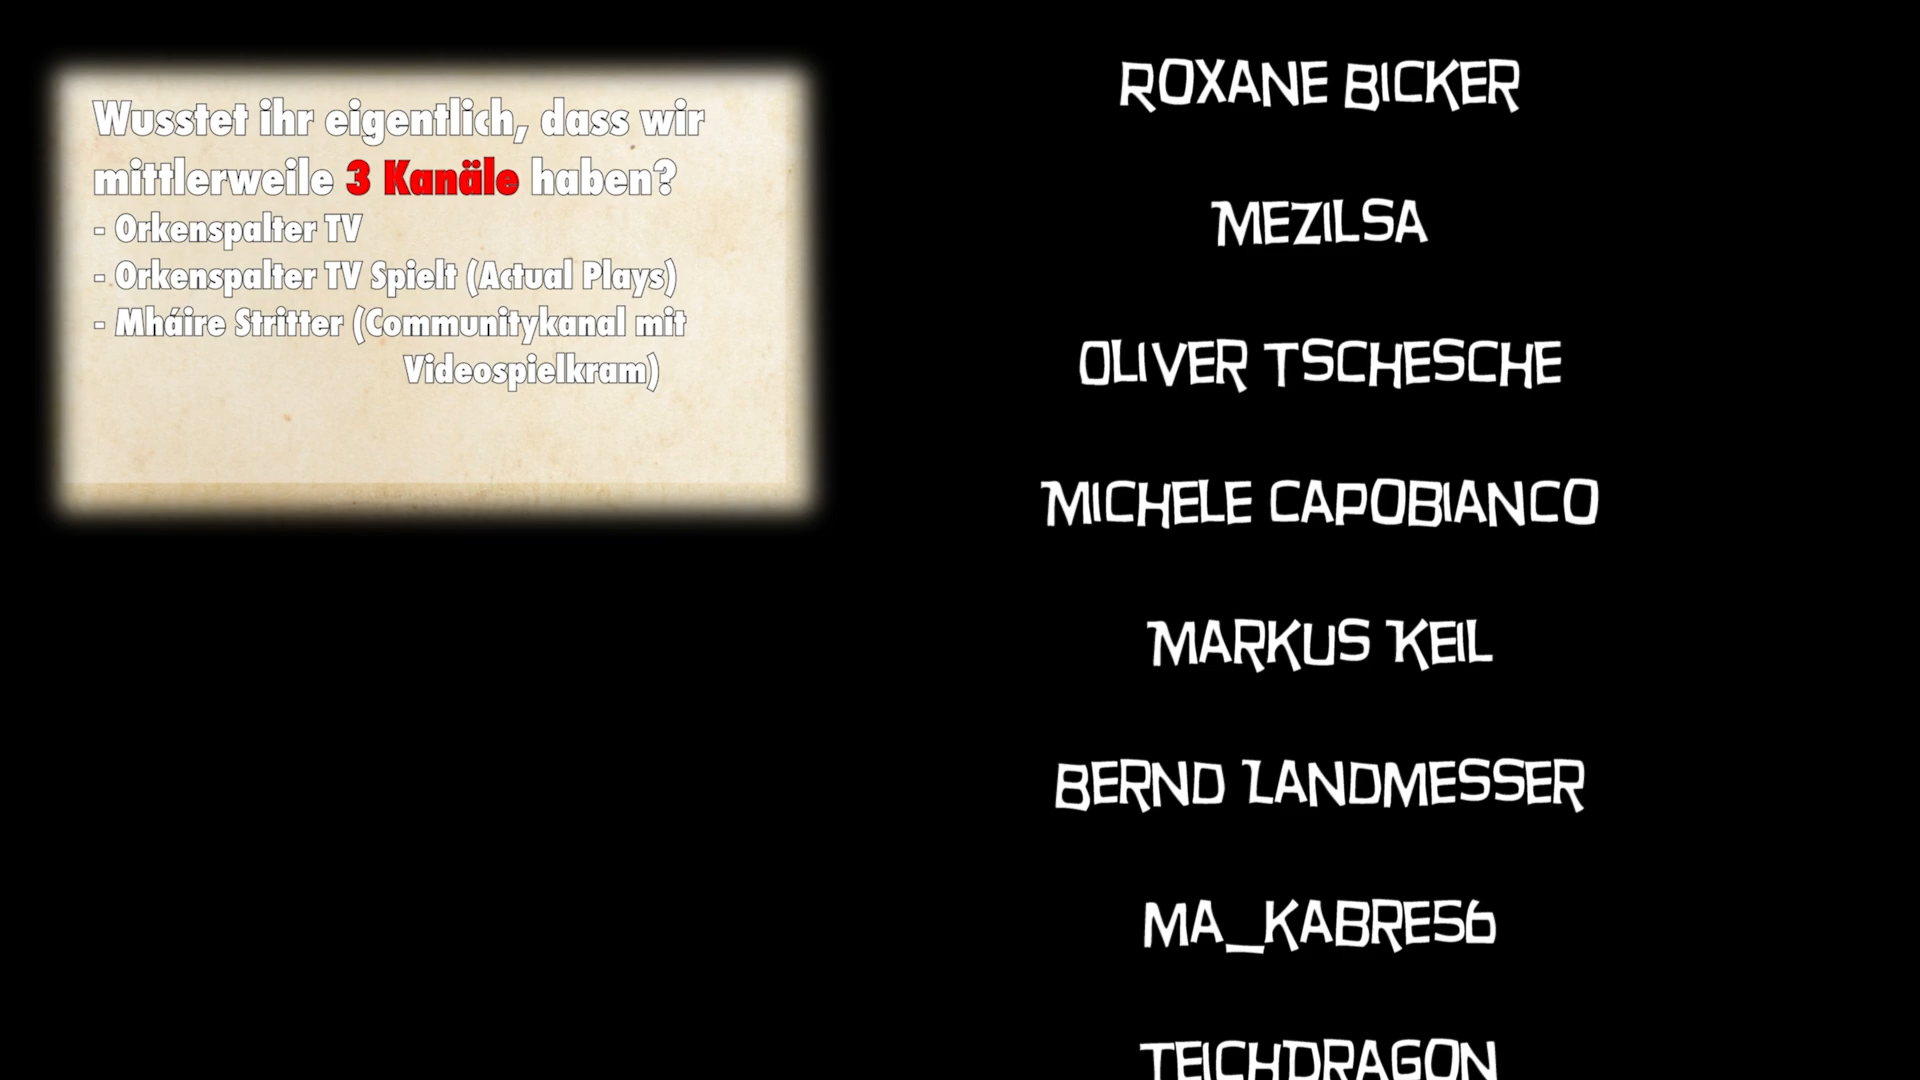 Wusstet ihr eigentlich, dass wir
mittlerweile 3 Kanäle haben?
- Orkenspalter TV
- Orkenspalter TV Spielt (Actual Plays)
- Mháire Stritter (Communitykanal mit
Videospielkram)
ROXANE BICKER
MEZILSA
OLIVER TSCHESCHE
MICHELE CAPOBIANCO
MARKUS KEIL
BERND LANDMESSER
MA_KABRE56
TEICHDRAGON